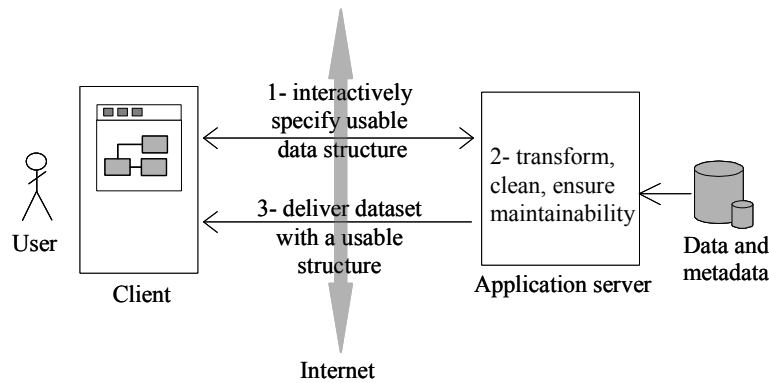 1- interactively
specify usable
data structure
2- transform,
clean, ensure
maintainability
3- deliver dataset
with a usable
structure
User
Client
Application server
Data and
metadata
Internet